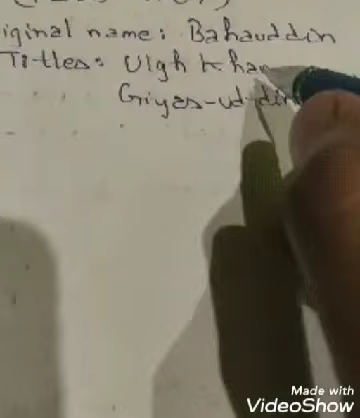 iginal name: Bahauddin
Titles: Ulgh Khan
Giyas-ud-din
Made with
VideoShow